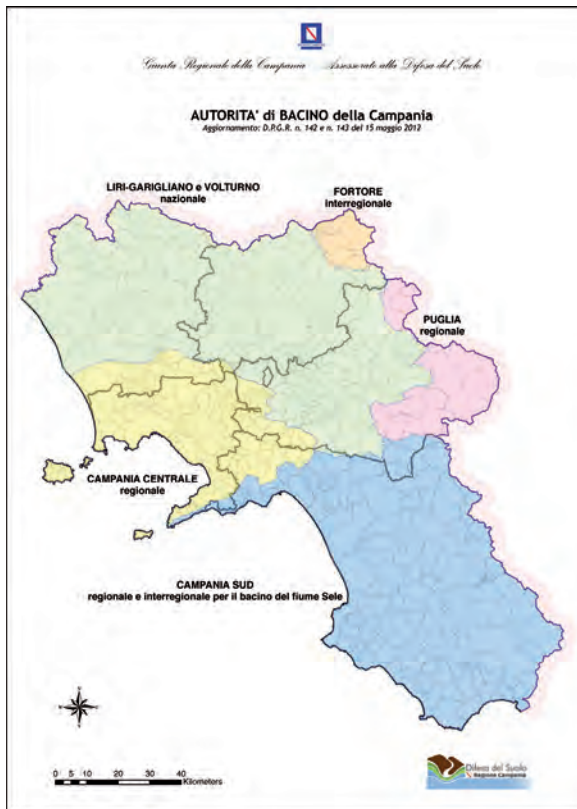 Giunta Regionale della Campania   Assessorato alla Difesa del Suolo
AUTORITA' di BACINO della Campania
Aggiornamento: D.P.G.R. n. 142 e n. 143 del 15 maggio 2012
LIRI-GARIGLIANO e VOLTURNO
nazionale
FORTORE
interregionale
PUGLIA
regionale
CAMPANIA CENTRALE
regionale
CAMPANIA SUD
regionale e interregionale per il bacino del fiume Sele
0 5 10 20 30 40
Kilometers
Difesa del Suolo
Regione Campania